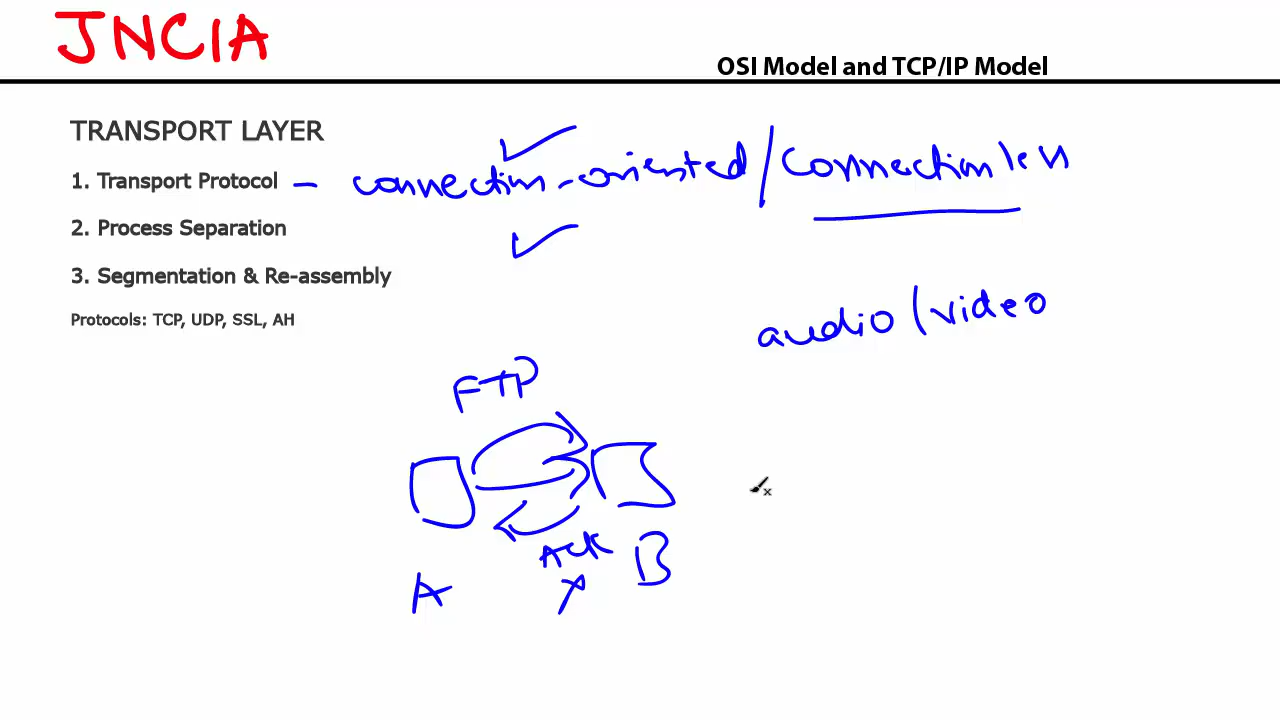 JNCIA
OSI Model and TCP/IP Model
TRANSPORT LAYER
1. Transport Protocol - connection-oriented/connectionless
2. Process Separation
3. Segmentation & Re-assembly
Protocols: TCP, UDP, SSL, AH
audio/video
FTP
Ack
A
B